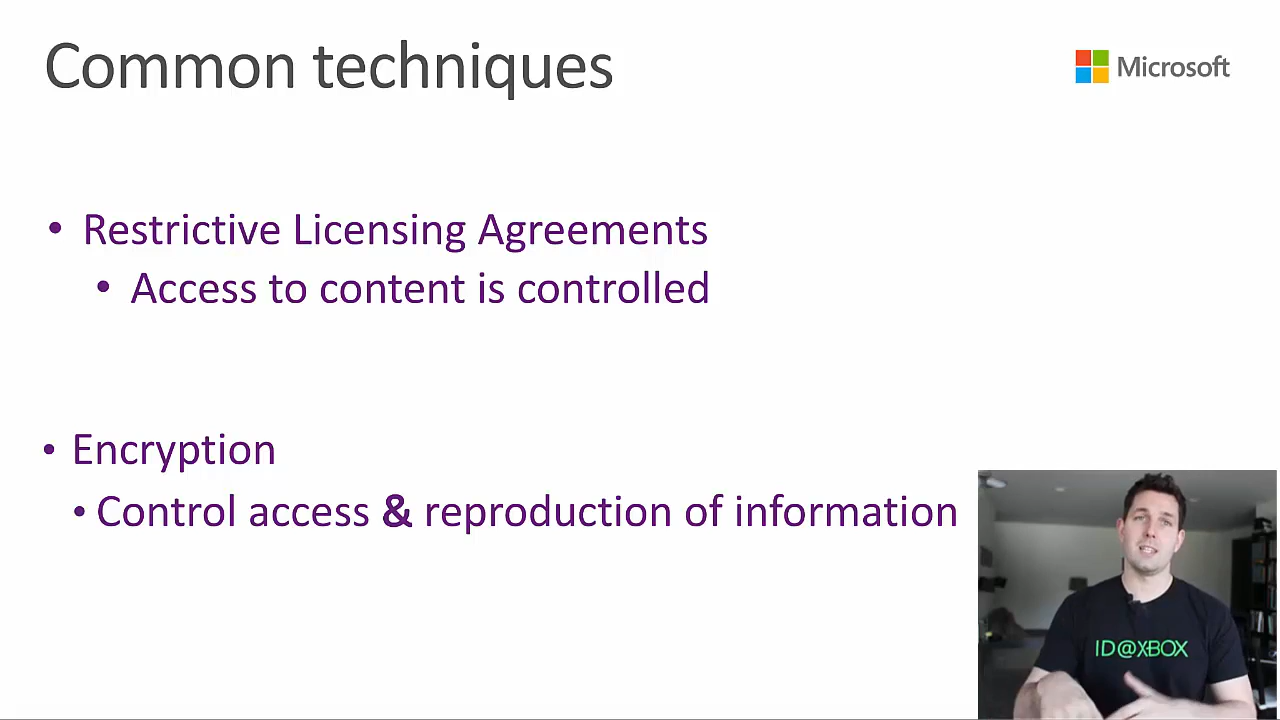 Common techniques
Microsoft
• Restrictive Licensing Agreements
• Access to content is controlled
• Encryption
• Control access & reproduction of information
ID@XBOX